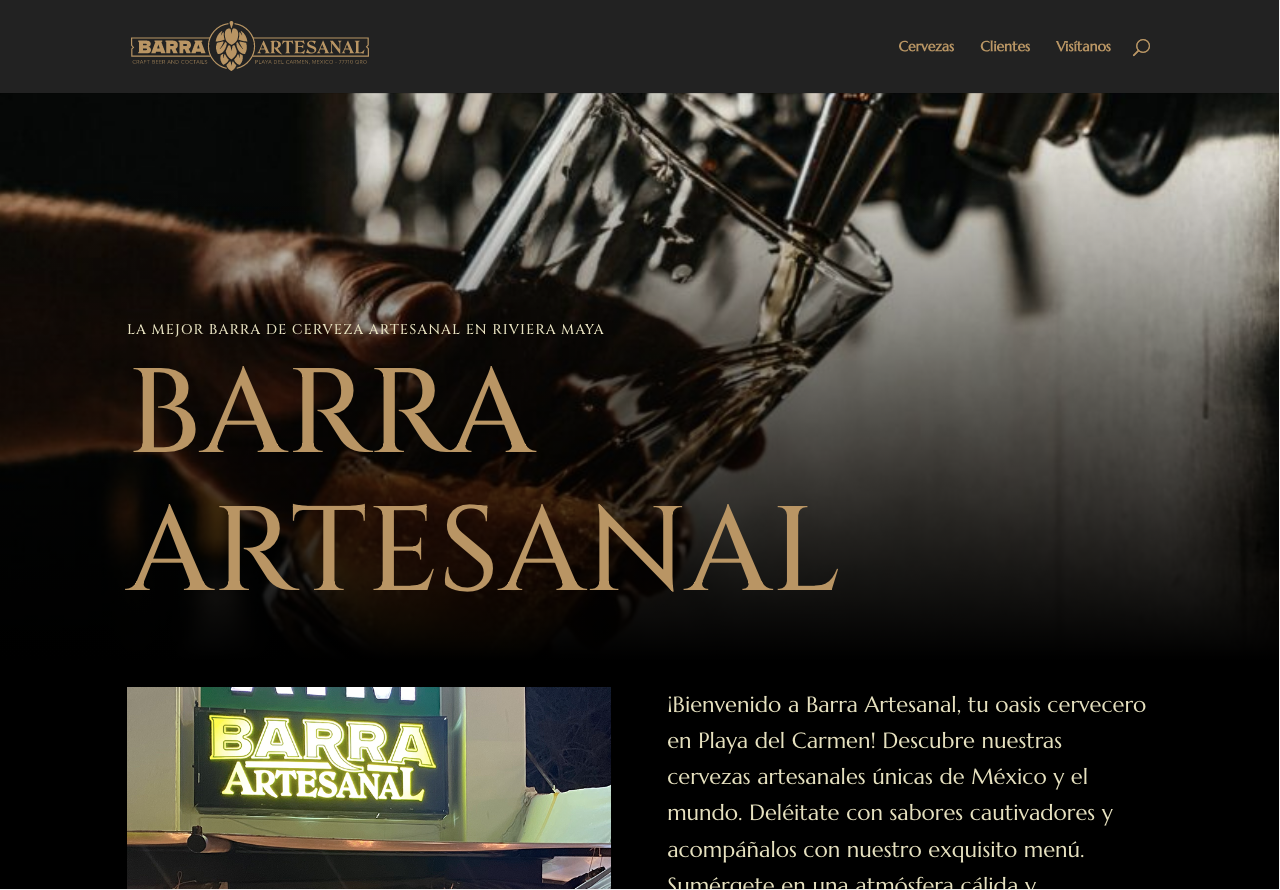 BARRA ARTESANAL
CRAFT BEER AND COCTAILS PLAYA DEL CARMEN, MEXICO - 77710 QRO
Cervezas Clientes Visítanos
LA MEJOR BARRA DE CERVEZA ARTESANAL EN RIVIERA MAYA
BARRA
ARTESANAL
ATM
BARRA
ARTESANAL
¡Bienvenido a Barra Artesanal, tu oasis cervecero
en Playa del Carmen! Descubre nuestras
cervezas artesanales únicas de México y el
mundo. Deléitate con sabores cautivadores y
acompáñalos con nuestro exquisito menú.
Sumérgete en una atmósfera cálida y